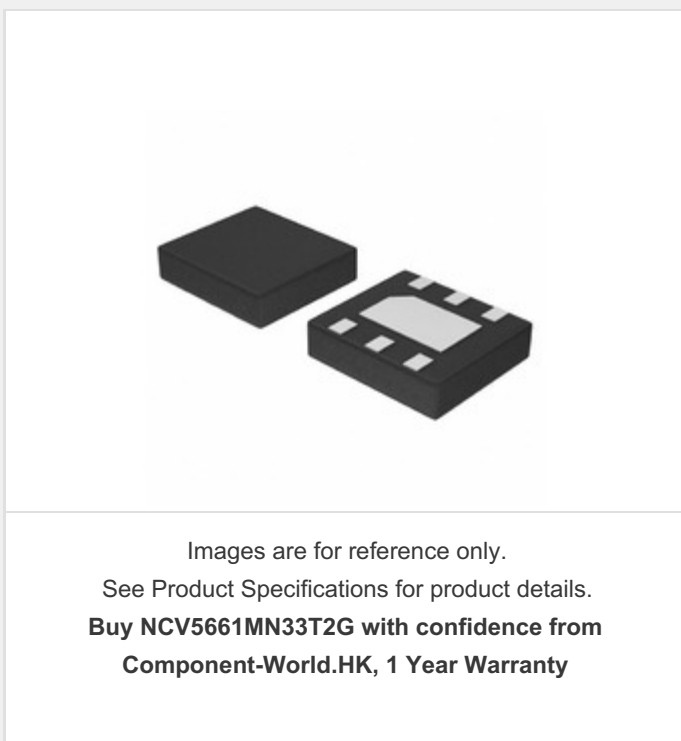 Images are for reference only.
See Product Specifications for product details.
Buy NCV5661MN33T2G with confidence from
Component-World.HK, 1 Year Warranty